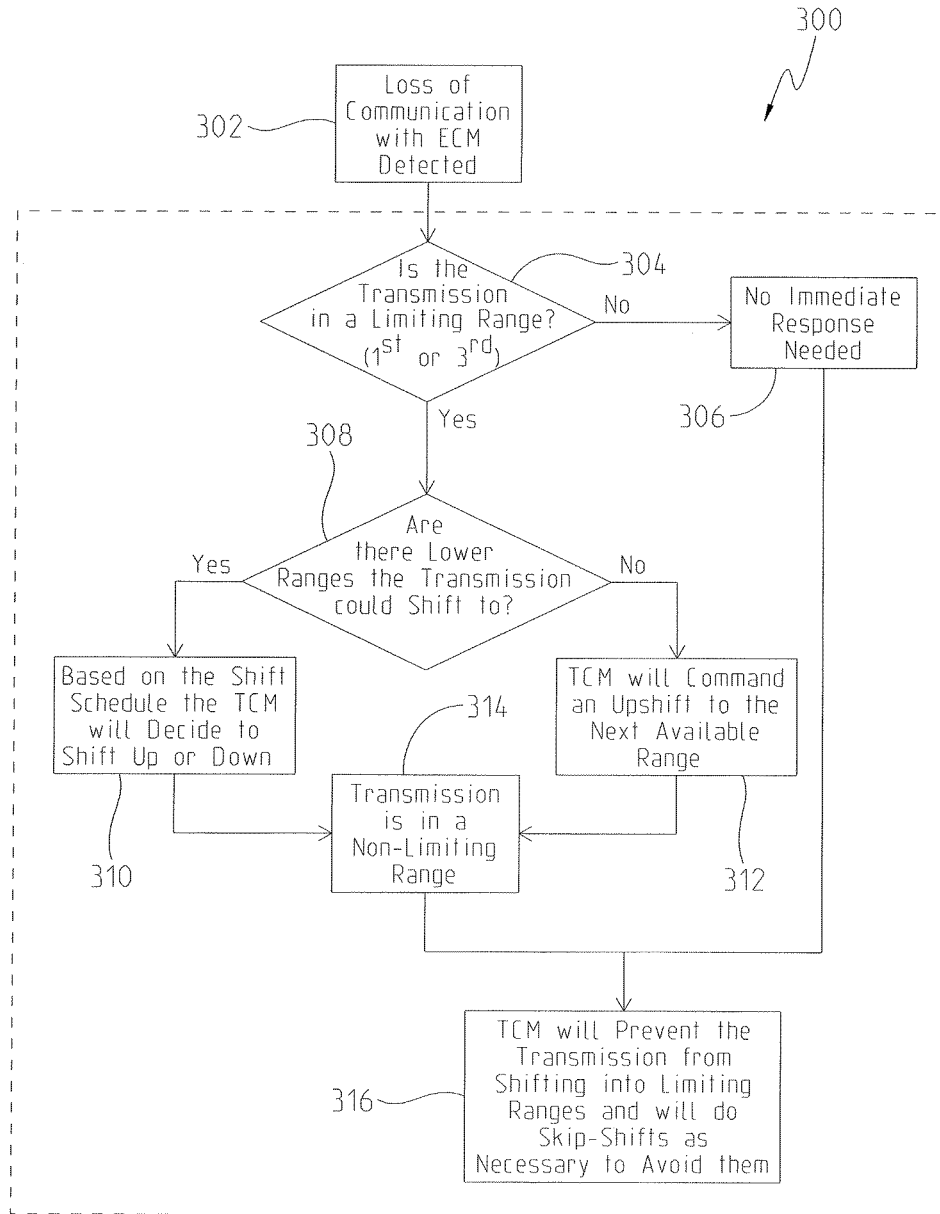 300
Loss of
Communication
with ECM
Detected
302
Is the
Transmission
in a Limiting Range?
(1st or 3rd)
304
No
No Immediate
Response
Needed
306
Yes
308
Are
there Lower
Ranges the Transmission
could Shift to?
Yes
No
Based on the Shift
Schedule the TCM
will Decide to
Shift Up or Down
310
TCM will Command
an Upshift to the
Next Available
Range
312
314
Transmission
is in a
Non-Limiting
Range
TCM will Prevent the
Transmission from
Shifting into Limiting
Ranges and will do
Skip-Shifts as
Necessary to Avoid them
316